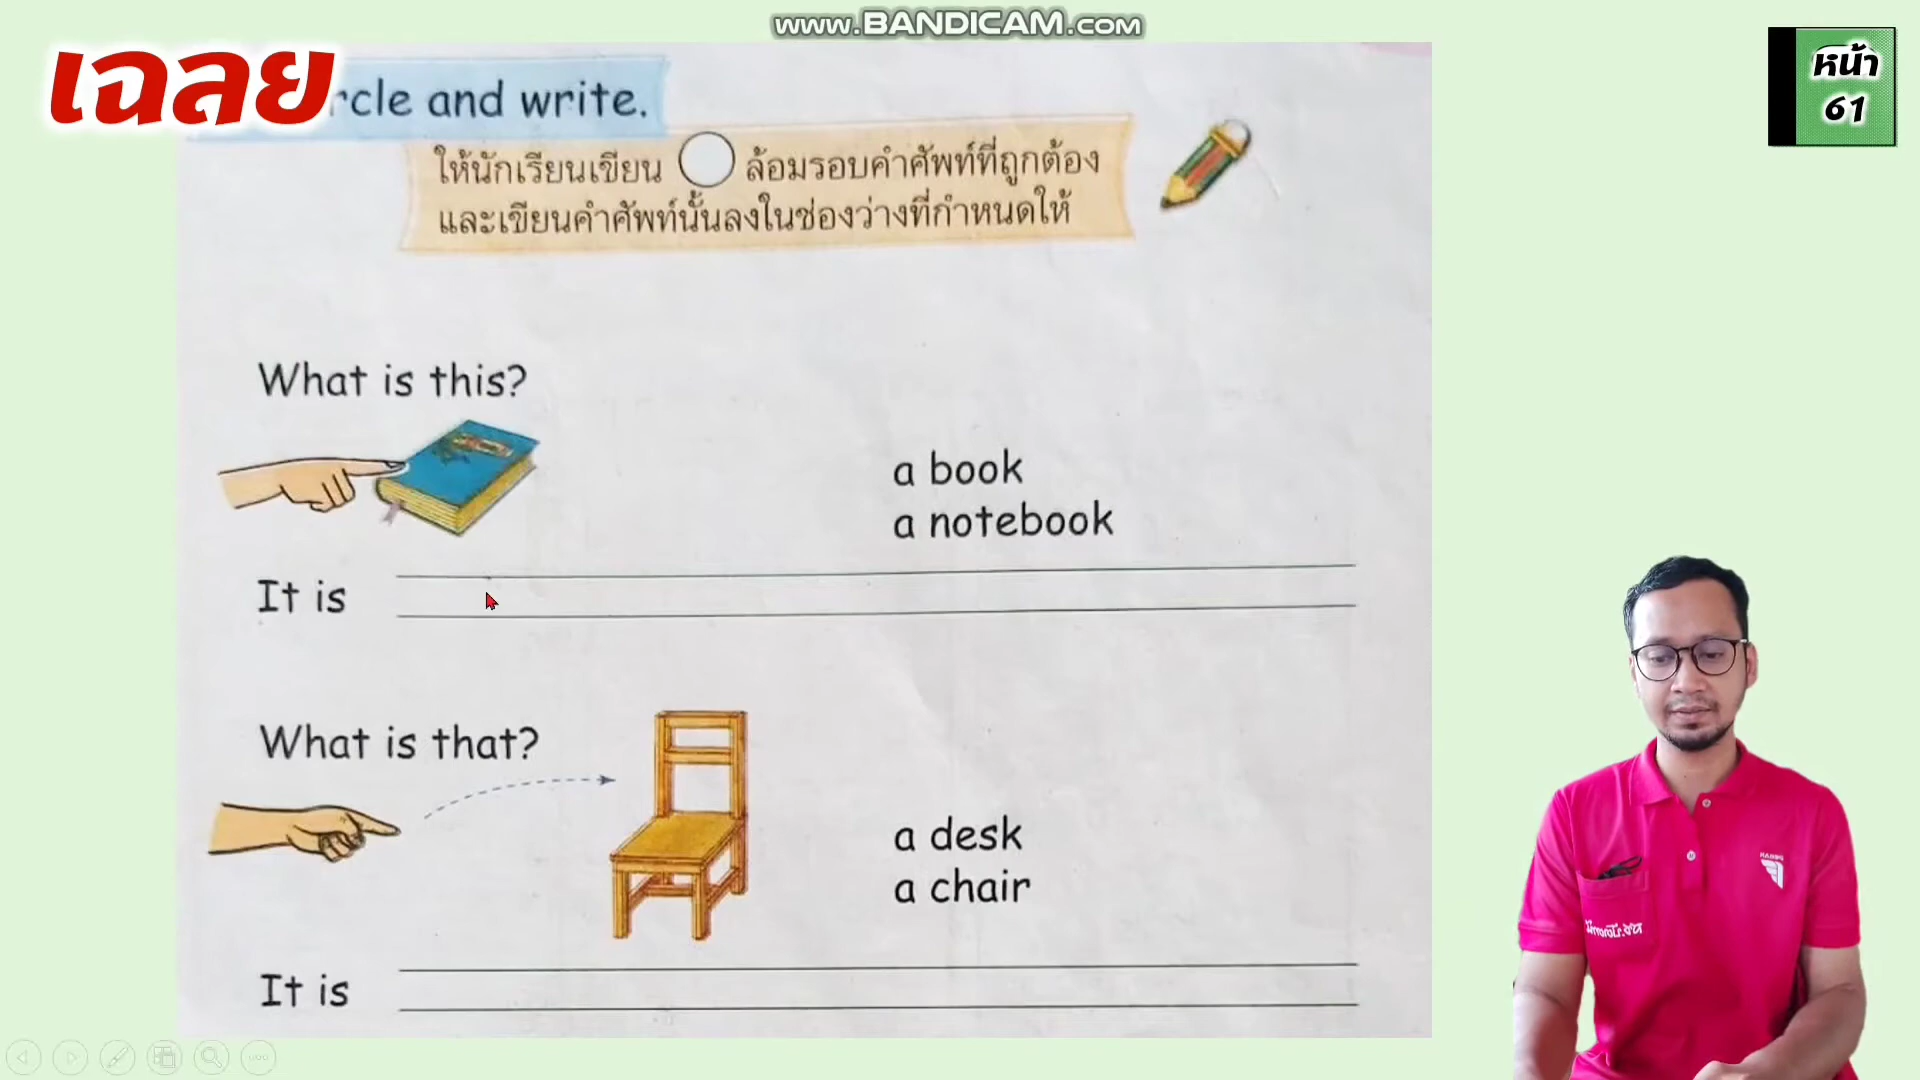 www.BANDICAM.com
เฉลย
rcle and write.
หน้า
61
ให้นักเรียนเขียน ล้อมรอบคำศัพท์ที่ถูกต้อง
และเขียนคำศัพท์นั้นลงในช่องว่างที่กำหนดให้
What is this?
a book
a notebook
It is
What is that?
a desk
a chair
It is